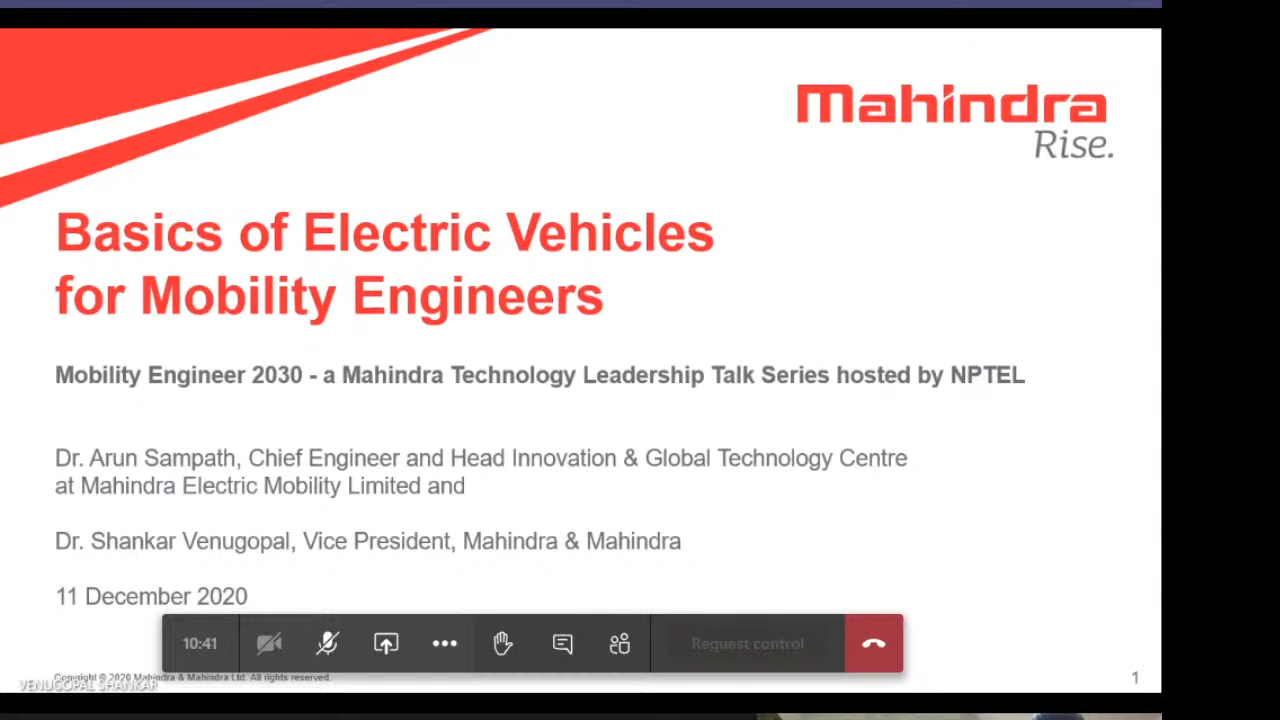 Mahindra
Rise.
Basics of Electric Vehicles
for Mobility Engineers
Mobility Engineer 2030 - a Mahindra Technology Leadership Talk Series hosted by NPTEL
Dr. Arun Sampath, Chief Engineer and Head Innovation & Global Technology Centre
at Mahindra Electric Mobility Limited and
Dr. Shankar Venugopal, Vice President, Mahindra & Mahindra
11 December 2020
10:41
Request control
Copyright © 2020 Mahindra & Mahindra Ltd. All rights reserved.
1
VENUGOPAL SHANKAR